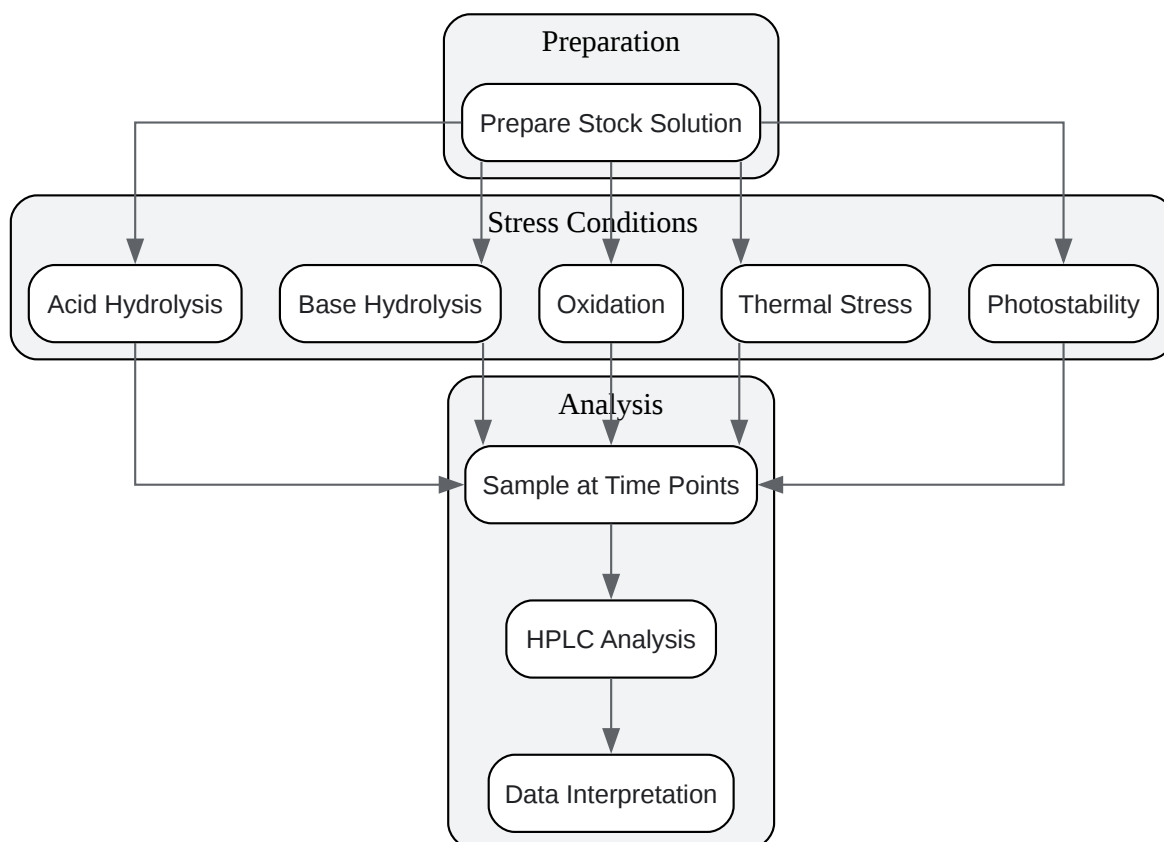 Preparation
Prepare Stock Solution
Stress Conditions
Acid Hydrolysis
Base Hydrolysis
Oxidation
Thermal Stress
Photostability
Analysis
Sample at Time Points
HPLC Analysis
Data Interpretation